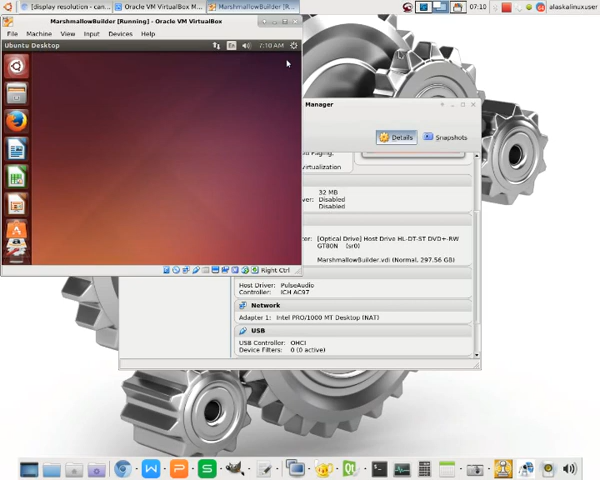 [display resolution - can...
Oracle VM VirtualBox M...
MarshmallowBuilder [R...
07:10
alaskalinuxuser
MarshmallowBuilder [Running] - Oracle VM VirtualBox
File Machine View Input Devices Help
Ubuntu Desktop
En
7:10 AM
Manager
Details
Snapshots
Paging,
virtualization
32 MB
ver: Disabled
Disabled
ter: [Optical Drive] Host Drive HL-DT-ST DVD+-RW
GT80N (sr0)
MarshmallowBuilder.vdi (Normal, 297.56 GB)
Right Ctrl
Host Driver: PulseAudio
Controller: ICH AC97
Network
Adapter 1: Intel PRO/1000 MT Desktop (NAT)
USB
USB Controller: OHCI
Device Filters: 0 (0 active)